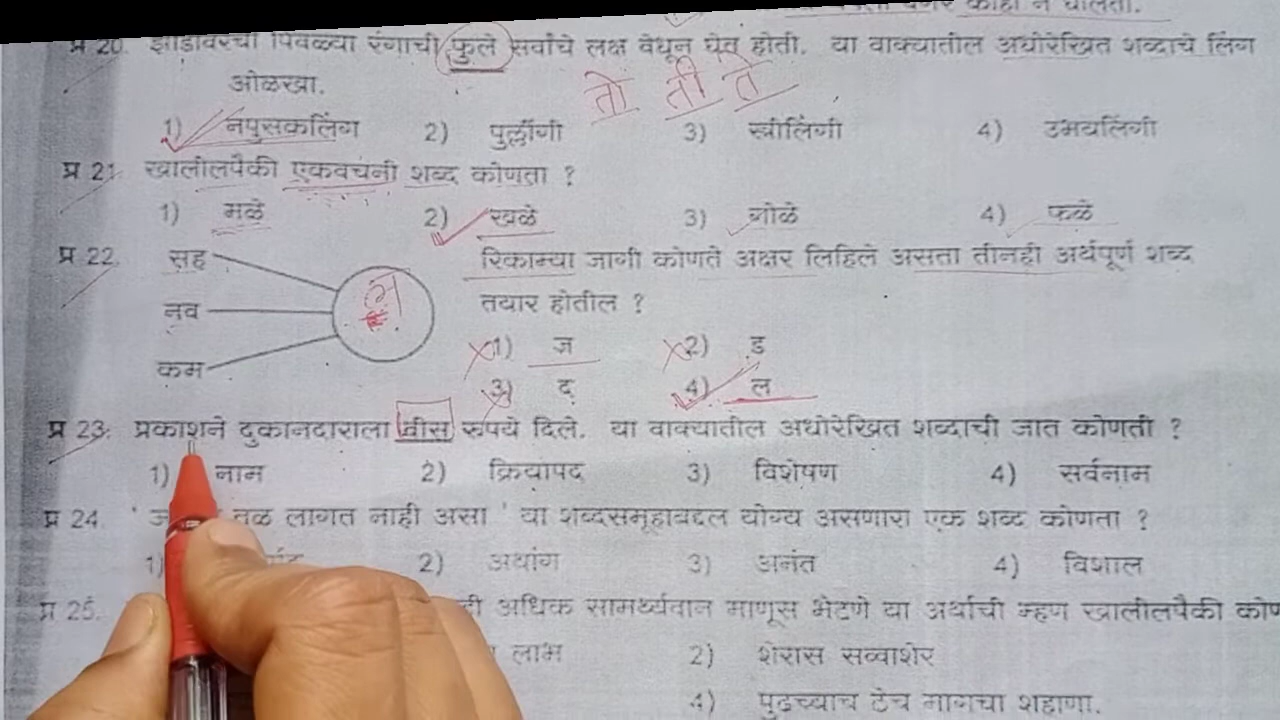 काही न घालता.
प्र 20. झाडावरची पिवळ्या रंगाची फुले सर्वांचे लक्ष वेधून घेत होती. या वाक्यातील अधोरेखित शब्दाचे लिंग
ओळखा.
तो ती ते
1) नपुसकलिंग 2) पुल्लींगी 3) स्त्रीलिंगी 4) उभयलिंगी
प्र 21. खालीलपैकी एकवचनी शब्द कोणता ?
1) मळे 2) खळे 3) गोळे 4) फळे
प्र 22. सह रिकाम्या जागी कोणते अक्षर लिहिले असता तीनही अर्थपूर्ण शब्द
नव तयार होतील ?
1) ज 2) ड
कम
3) द 4) ल
प्र 23. प्रकाशने दुकानदाराला वीस रुपये दिले. या वाक्यातील अधोरेखित शब्दाची जात कोणती ?
1) नाम 2) क्रियापद 3) विशेषण 4) सर्वनाम
प्र 24. तळ लागत नाही असा ' या शब्दसमूहाबद्दल योग्य असणारा एक शब्द कोणता ?
1) 2) अथांग 3) अनंत 4) विशाल
प्र 25. अधिक सामर्थ्यवान माणूस भेटणे या अर्थाची म्हण खालीलपैकी
लाभ 2) शेरास सव्वाशेर
4) पुढच्याच ठेच मागचा शहाणा.